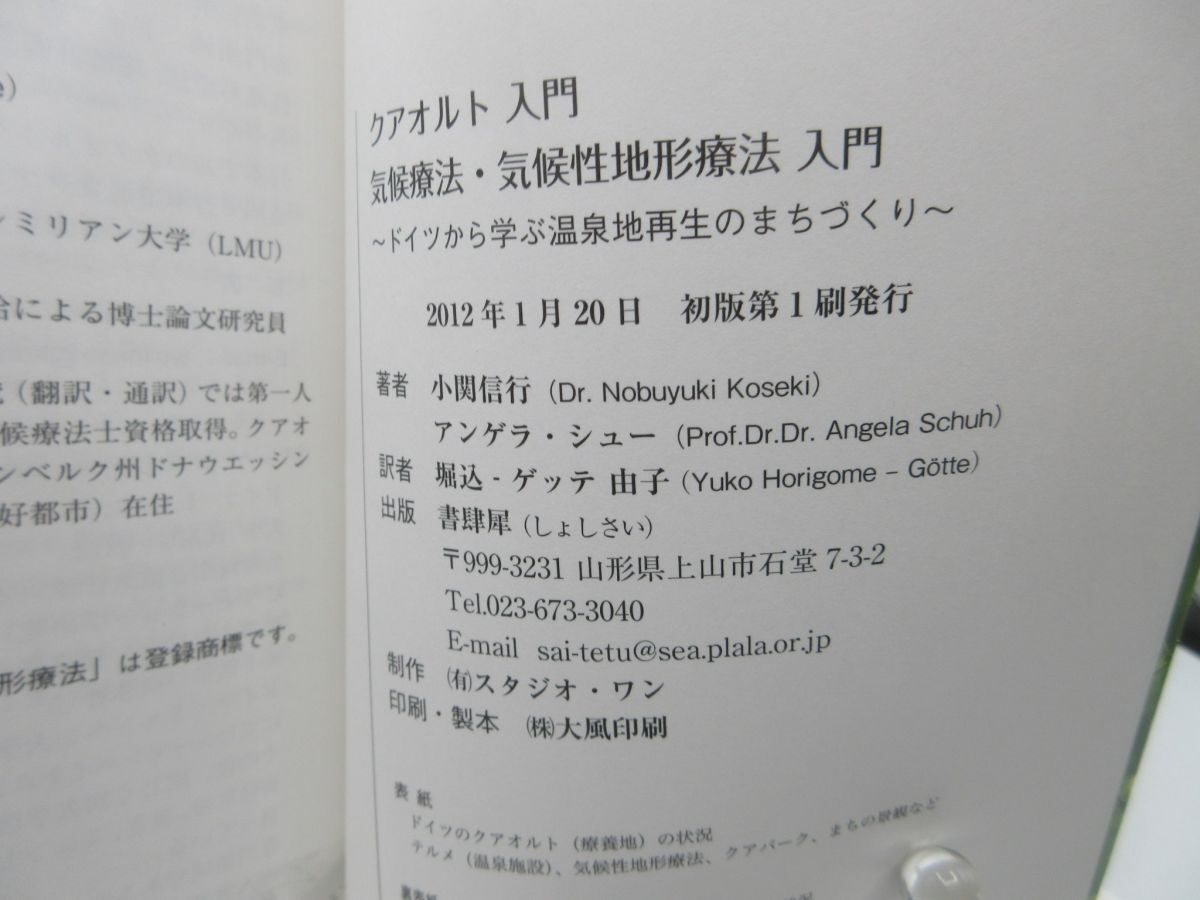 e)
ミリアン大学（LMU）
合による博士論文研究員
（翻訳・通訳）では第一人
候療法士資格取得。クアオ
ンベルク州ドナウエッシン
好都市）在住
形療法」は登録商標です。
クアオルト 入門
気候療法・気候性地形療法 入門
～ドイツから学ぶ温泉地再生のまちづくり～
2012年1月20日　初版第1刷発行
著者　小関信行（Dr. Nobuyuki Koseki）
アンゲラ・シュー（Prof.Dr.Dr. Angela Schuh）
訳者　堀込 - ゲッテ 由子（Yuko Horigome – Götte）
出版　書肆犀（しょしさい）
〒999-3231 山形県上山市石堂 7-3-2
Tel.023-673-3040
E-mail sai-tetu@sea.plala.or.jp
制作　㈲スタジオ・ワン
印刷・製本　㈱大風印刷
表 紙
ドイツのクアオルト（療養地）の状況
テルメ（温泉施設）、気候性地形療法、クアパーク、まちの景観など